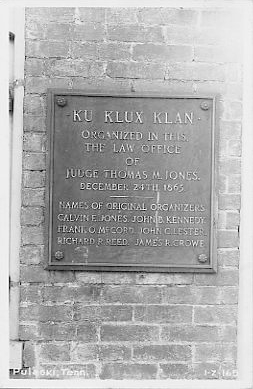 KU KLUX KLAN
ORGANIZED IN THIS,
THE LAW OFFICE
OF
JUDGE THOMAS M. JONES,
DECEMBER 24TH 1865
NAMES OF ORIGINAL ORGANIZERS
CALVIN E. JONES, JOHN B. KENNEDY
FRANK O. MCCORD, JOHN C. LESTER,
RICHARD R. REED, JAMES R. CROWE
Pulaski, Tenn.
1-Z-165